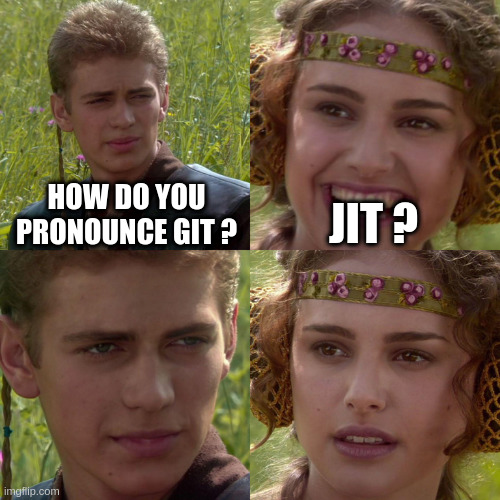 HOW DO YOU
PRONOUNCE GIT ?
JIT ?
imgflip.com